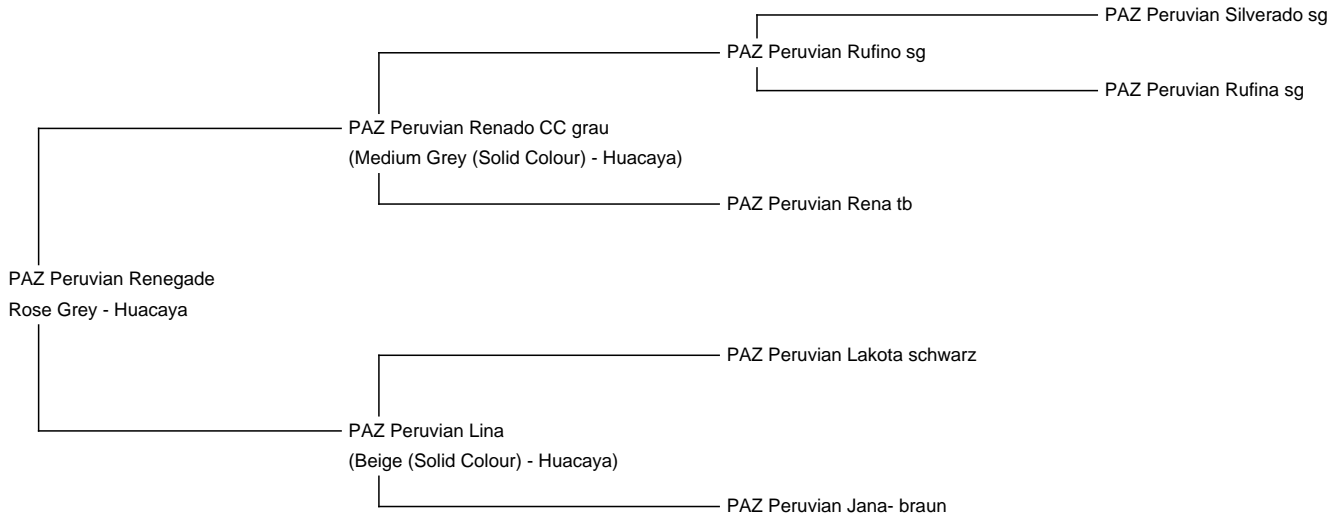 PAZ Peruvian Silverado sg
PAZ Peruvian Rufino sg
PAZ Peruvian Rufina sg
PAZ Peruvian Renado CC grau
(Medium Grey (Solid Colour) - Huacaya)
PAZ Peruvian Rena tb
PAZ Peruvian Renegade
Rose Grey - Huacaya
PAZ Peruvian Lakota schwarz
PAZ Peruvian Lina
(Beige (Solid Colour) - Huacaya)
PAZ Peruvian Jana- braun